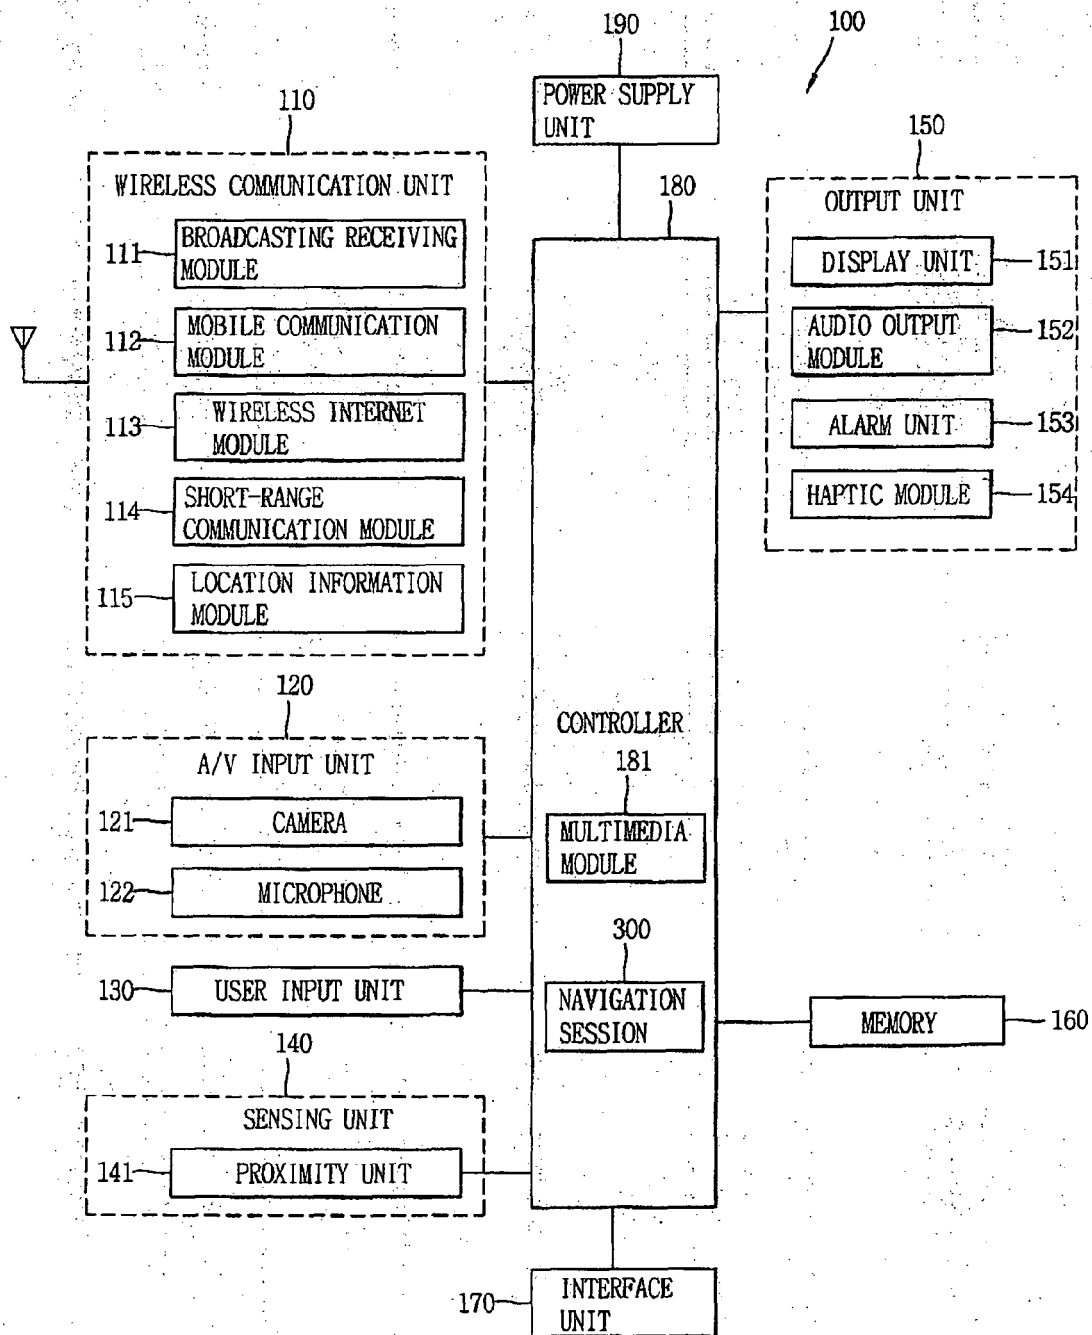 190
100
POWER SUPPLY
UNIT
110
WIRELESS COMMUNICATION UNIT
111
BROADCASTING RECEIVING
MODULE
112
MOBILE COMMUNICATION
MODULE
113
WIRELESS INTERNET
MODULE
114
SHORT-RANGE
COMMUNICATION MODULE
115
LOCATION INFORMATION
MODULE
120
A/V INPUT UNIT
121
CAMERA
122
MICROPHONE
130
USER INPUT UNIT
140
SENSING UNIT
141
PROXIMITY UNIT
180
CONTROLLER
181
MULTIMEDIA
MODULE
300
NAVIGATION
SESSION
150
OUTPUT UNIT
DISPLAY UNIT
151
AUDIO OUTPUT
MODULE
152
ALARM UNIT
153
HAPTIC MODULE
154
MEMORY
160
170
INTERFACE
UNIT